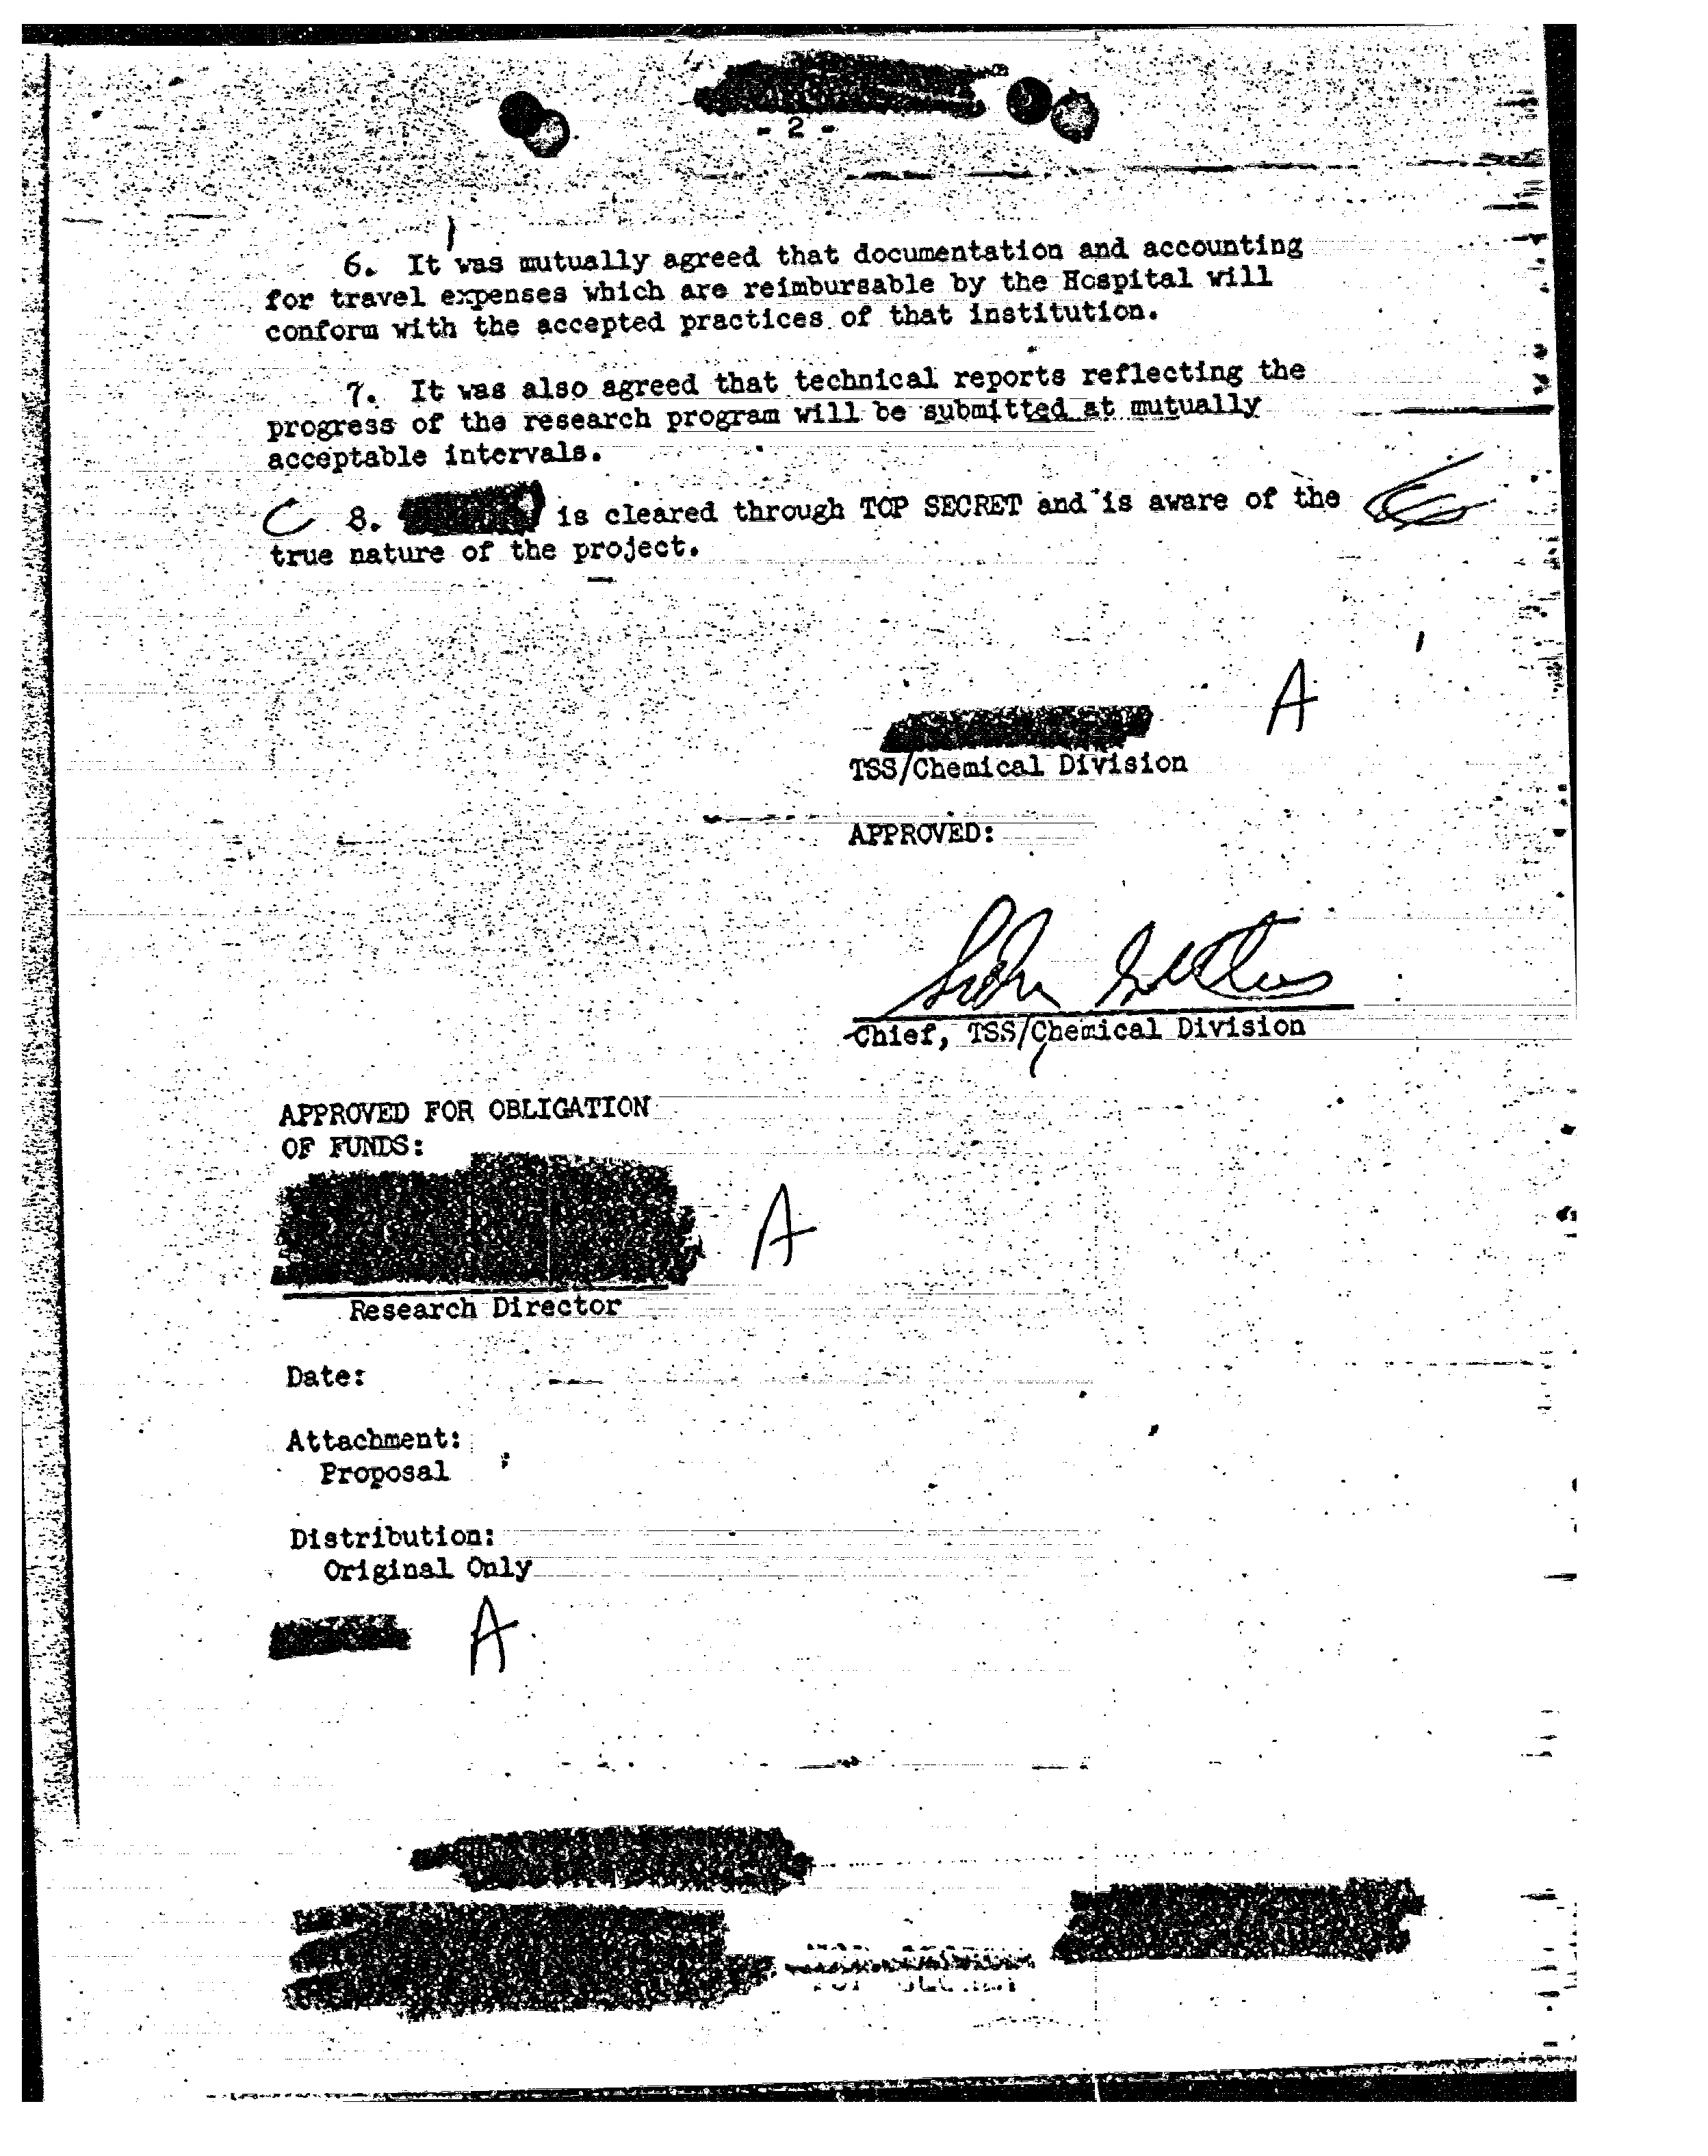 - 2 -
6. It was mutually agreed that documentation and accounting
for travel expenses which are reimbursable by the Hospital will
conform with the accepted practices of that institution.
7. It was also agreed that technical reports reflecting the
progress of the research program will be submitted at mutually
acceptable intervals.
C 8. is cleared through TOP SECRET and is aware of the
true nature of the project.
A
TSS/Chemical Division
APPROVED:
Chief, TSS/Chemical Division
APPROVED FOR OBLIGATION
OF FUNDS:
A
Research Director
Date:
Attachment:
Proposal
Distribution:
Original Only
A